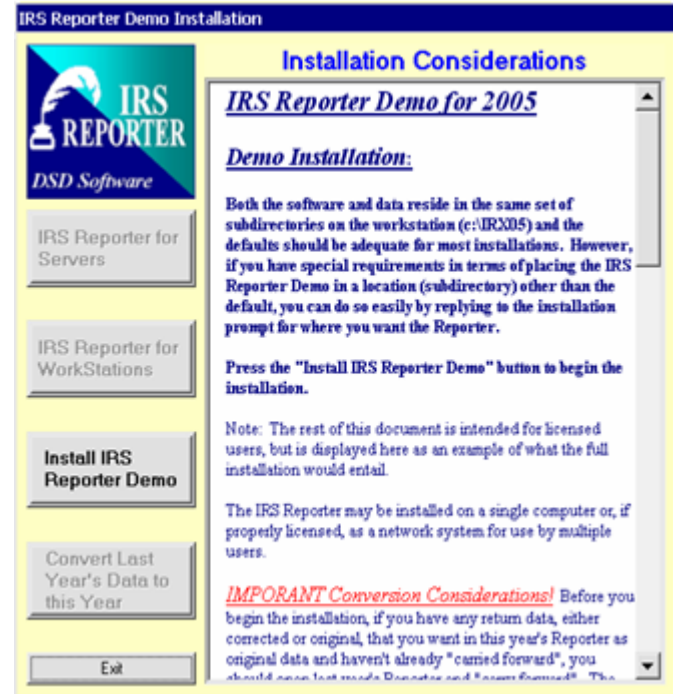 IRS Reporter Demo Installation
IRS
REPORTER
DSD Software
IRS Reporter for
Servers
IRS Reporter for
WorkStations
Install IRS
Reporter Demo
Convert Last
Year's Data to
this Year
Exit
Installation Considerations
IRS Reporter Demo for 2005
Demo Installation:
Both the software and data reside in the same set of
subdirectories on the workstation (c:\IRX05) and the
defaults should be adequate for most installations. However,
if you have special requirements in terms of placing the IRS
Reporter Demo in a location (subdirectory) other than the
default, you can do so easily by replying to the installation
prompt for where you want the Reporter.
Press the "Install IRS Reporter Demo" button to begin the
installation.
Note: The rest of this document is intended for licensed
users, but is displayed here as an example of what the full
installation would entail.
The IRS Reporter may be installed on a single computer or, if
properly licensed, as a network system for use by multiple
users.
IMPORANT Conversion Considerations! Before you
begin the installation, if you have any return data, either
corrected or original, that you want in this year's Reporter as
original data and haven't already "carried forward", you
should open last year's Reporter and "carry forward". The